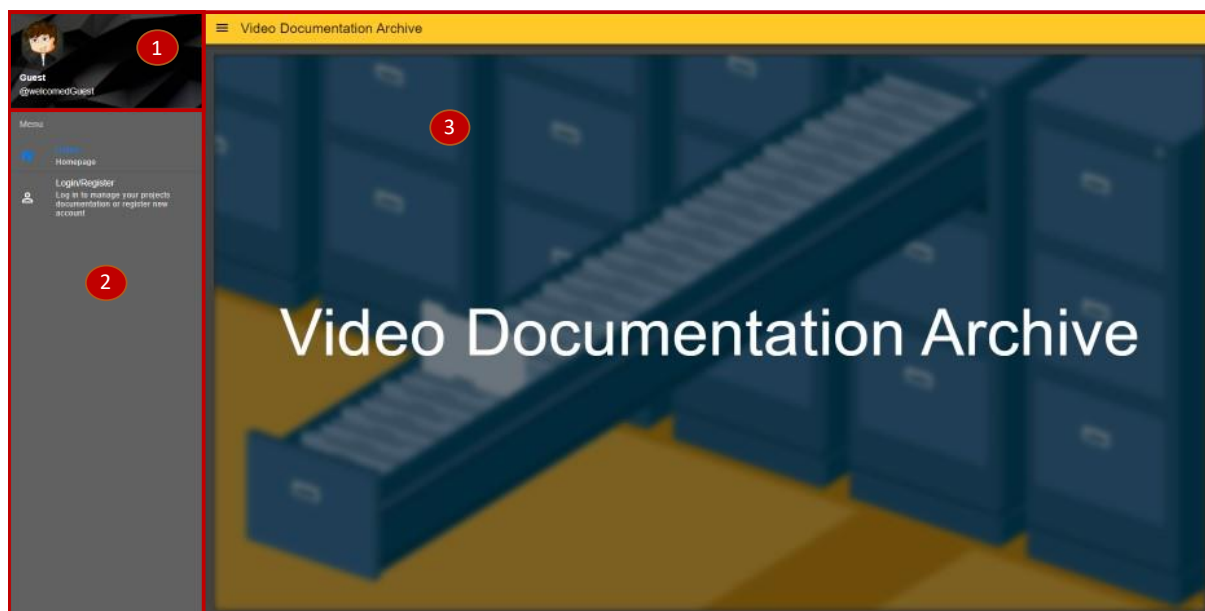 1
Guest
@welcomedGuest
Menu
Homepage
Login/Register
Log in to manage your projects
documentation or register new
account
2
Video Documentation Archive
3
Video Documentation Archive